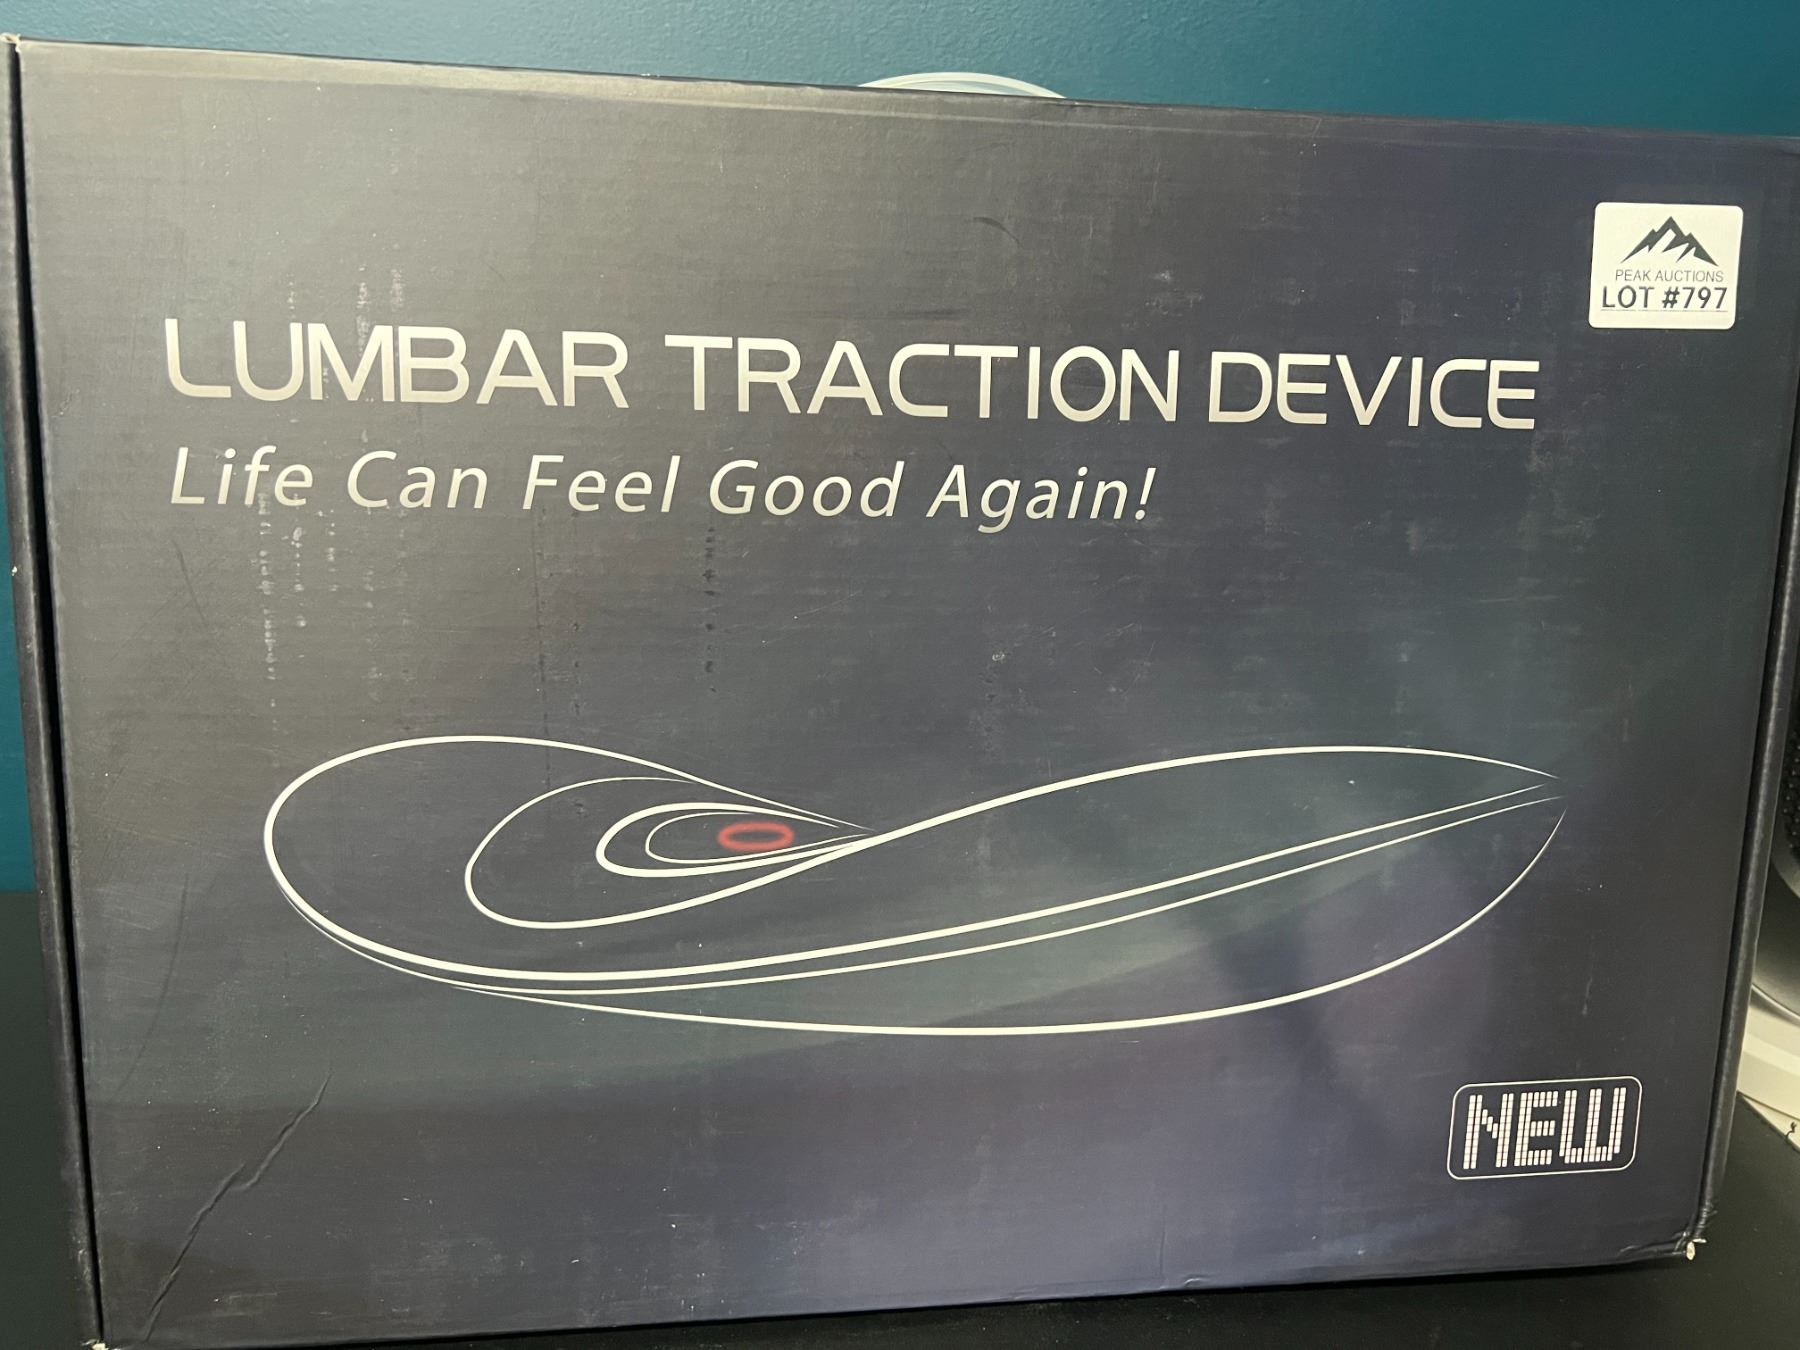 PEAK AUCTIONS
LOT #797
LUMBAR TRACTION DEVICE
Life Can Feel Good Again!
NEW